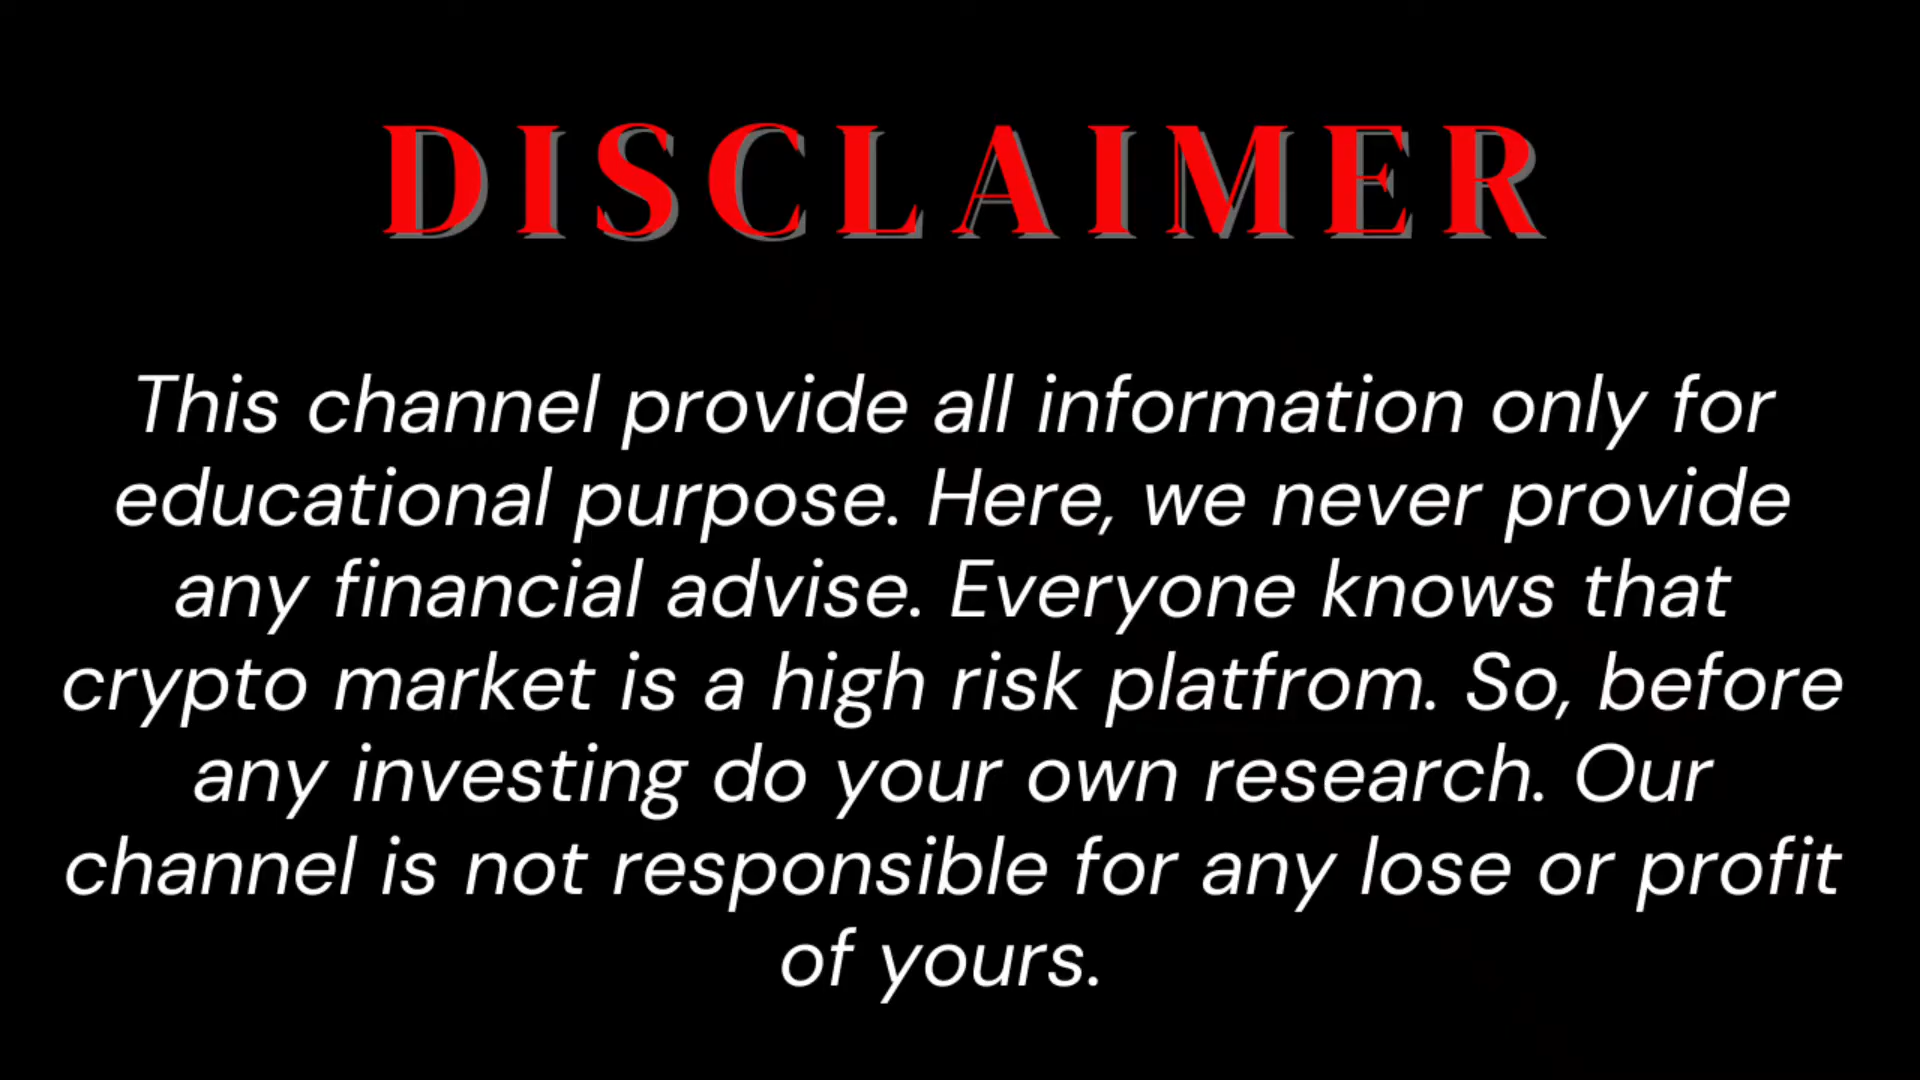 DISCLAIMER
This channel provide all information only for
educational purpose. Here, we never provide
any financial advise. Everyone knows that
crypto market is a high risk platfrom. So, before
any investing do your own research. Our
channel is not responsible for any lose or profit
of yours.